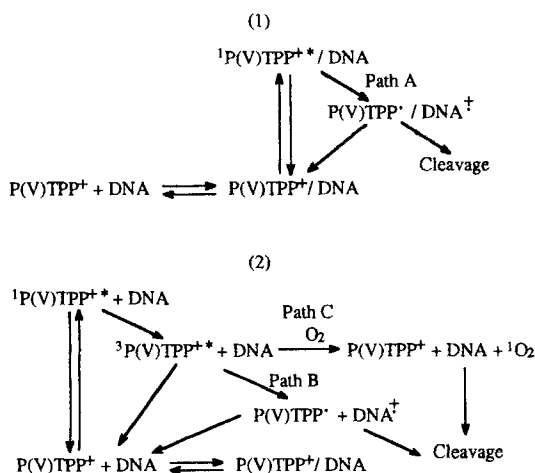 (1)
¹P(V)TPP⁺* / DNA
Path A
P(V)TPP· / DNA⁺·
Cleavage
P(V)TPP⁺ + DNA P(V)TPP⁺/ DNA
(2)
¹P(V)TPP⁺* + DNA
Path C
³P(V)TPP⁺* + DNA O₂ P(V)TPP⁺ + DNA + ¹O₂
Path B
P(V)TPP· + DNA⁺·
Cleavage
P(V)TPP⁺ + DNA P(V)TPP⁺/ DNA